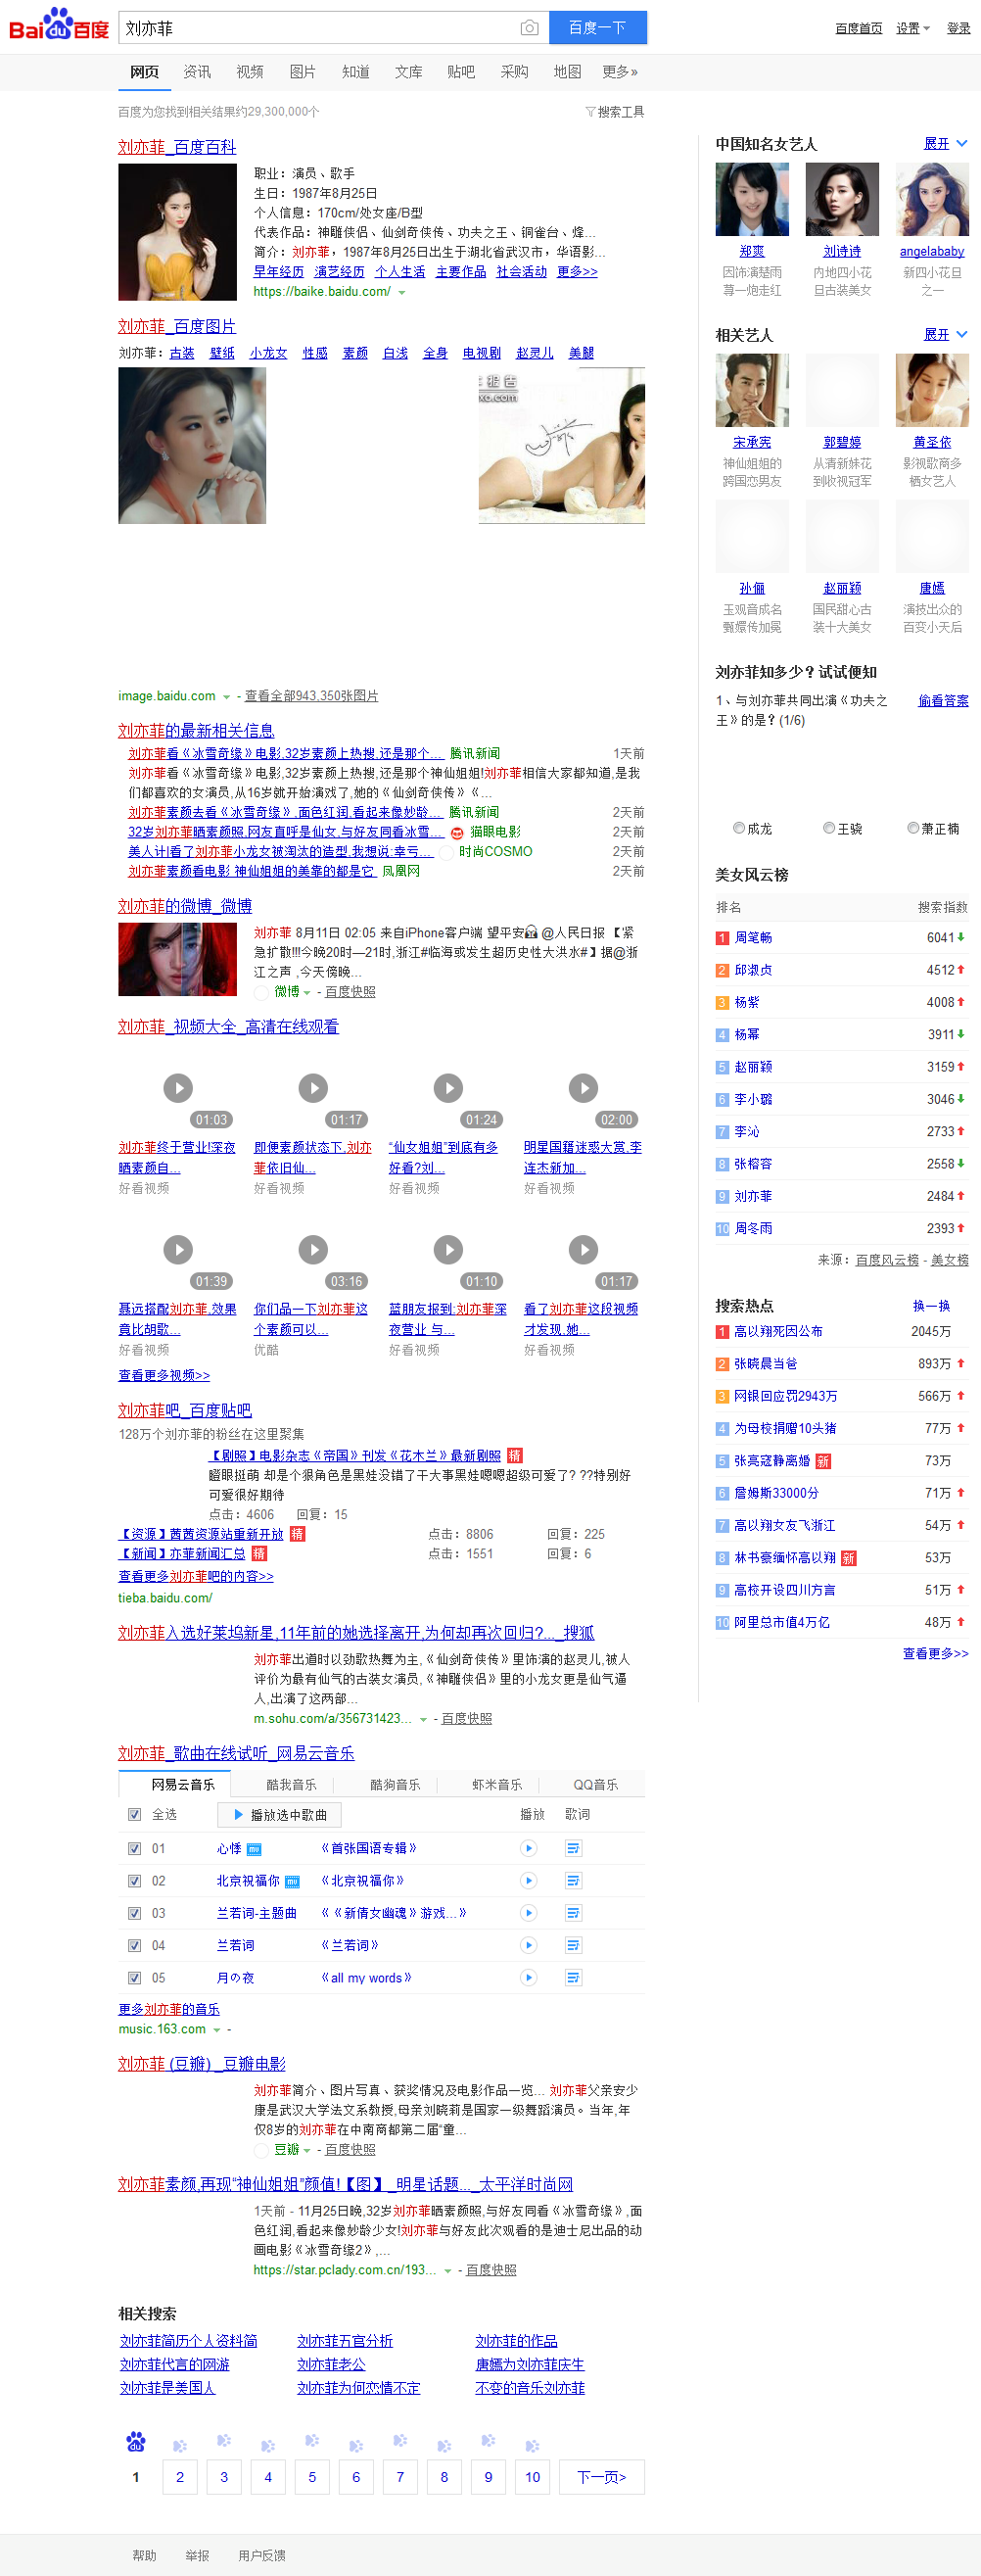 Bai du 百度
刘亦菲
百度一下
百度首页 设置 登录
网页 资讯 视频 图片 知道 文库 贴吧 采购 地图 更多»
百度为您找到相关结果约29,300,000个
搜索工具
刘亦菲_百度百科
职业：演员、歌手
生日：1987年8月25日
个人信息：170cm/处女座/B型
代表作品：神雕侠侣、仙剑奇侠传、功夫之王、铜雀台、烽...
简介：刘亦菲，1987年8月25日出生于湖北省武汉市，华语影...
早年经历 演艺经历 个人生活 主要作品 社会活动 更多>>
https://baike.baidu.com/
刘亦菲_百度图片
刘亦菲：古装 壁纸 小龙女 性感 素颜 白浅 全身 电视剧 赵灵儿 美腿
image.baidu.com - 查看全部943,350张图片
刘亦菲的最新相关信息
刘亦菲看《冰雪奇缘》电影,32岁素颜上热搜,还是那个... 腾讯新闻 1天前
刘亦菲看《冰雪奇缘》电影,32岁素颜上热搜,还是那个神仙姐姐!刘亦菲相信大家都知道,是我
们都喜欢的女演员,从16岁就开始演戏了,她的《仙剑奇侠传》《...
刘亦菲素颜去看《冰雪奇缘》,面色红润,看起来像妙龄... 腾讯新闻 2天前
32岁刘亦菲晒素颜照,网友直呼是仙女,与好友同看冰雪... 猫眼电影 2天前
美人计|看了刘亦菲小龙女被淘汰的造型,我想说:幸亏... 时尚COSMO 2天前
刘亦菲素颜看电影 神仙姐姐的美靠的都是它 凤凰网 2天前
刘亦菲的微博_微博
刘亦菲 8月11日 02:05 来自iPhone客户端 望平安 @人民日报 【紧
急扩散!!!今晚20时—21时,浙江#临海或发生超历史性大洪水#】据@浙
江之声 ,今天傍晚...
微博 - 百度快照
刘亦菲_视频大全_高清在线观看
01:03 01:17 01:24 02:00
刘亦菲终于营业!深夜 即便素颜状态下,刘亦 “仙女姐姐”到底有多 明星国籍迷惑大赏,李
晒素颜自... 菲依旧仙... 好看?刘... 连杰新加...
好看视频 好看视频 好看视频 好看视频
01:39 03:16 01:10 01:17
聂远搭配刘亦菲,效果 你们品一下刘亦菲这 蓝朋友报到:刘亦菲深 看了刘亦菲这段视频
竟比胡歌... 个素颜可以... 夜营业 与... 才发现,她...
好看视频 优酷 好看视频 好看视频
查看更多视频>>
刘亦菲吧_百度贴吧
128万个刘亦菲的粉丝在这里聚集
【剧照】电影杂志《帝国》刊发《花木兰》最新剧照 精
瞪眼挺萌 却是个狠角色是黑娃没错了干大事黑娃嗯嗯超级可爱了? ??特别好
可爱很好期待
点击：4606 回复：15
【资源】茜茜资源站重新开放 精 点击：8806 回复：225
【新闻】亦菲新闻汇总 精 点击：1551 回复：6
查看更多刘亦菲吧的内容>>
tieba.baidu.com/
刘亦菲入选好莱坞新星,11年前的她选择离开,为何却再次回归?..._搜狐
刘亦菲出道时以劲歌热舞为主,《仙剑奇侠传》里饰演的赵灵儿,被人
评价为最有仙气的古装女演员,《神雕侠侣》里的小龙女更是仙气逼
人,出演了这两部...
m.sohu.com/a/356731423... - 百度快照
刘亦菲_歌曲在线试听_网易云音乐
网易云音乐 酷我音乐 酷狗音乐 虾米音乐 QQ音乐
全选 播放选中歌曲 播放 歌词
01 心悸 mv 《首张国语专辑》
02 北京祝福你 mv 《北京祝福你》
03 兰若词-主题曲 《《新倩女幽魂》游戏...》
04 兰若词 《兰若词》
05 月の夜 《all my words》
更多刘亦菲的音乐
music.163.com -
刘亦菲 (豆瓣)_豆瓣电影
刘亦菲简介、图片写真、获奖情况及电影作品一览... 刘亦菲父亲安少
康是武汉大学法文系教授,母亲刘晓莉是国家一级舞蹈演员。当年,年
仅8岁的刘亦菲在中南商都第二届“童...
豆瓣 - 百度快照
刘亦菲素颜,再现“神仙姐姐”颜值!【图】_明星话题..._太平洋时尚网
1天前 - 11月25日晚,32岁刘亦菲晒素颜照,与好友同看《冰雪奇缘》,面
色红润,看起来像妙龄少女!刘亦菲与好友此次观看的是迪士尼出品的动
画电影《冰雪奇缘2》,...
https://star.pclady.com.cn/193... - 百度快照
相关搜索
刘亦菲简历个人资料简 刘亦菲五官分析 刘亦菲的作品
刘亦菲代言的网游 刘亦菲老公 唐嫣为刘亦菲庆生
刘亦菲是美国人 刘亦菲为何恋情不定 不变的音乐刘亦菲
1 2 3 4 5 6 7 8 9 10 下一页>
帮助 举报 用户反馈
中国知名女艺人 展开
郑爽 刘诗诗 angelababy
因饰演楚雨 内地四小花 新四小花旦
荨一炮走红 旦古装美女 之一
相关艺人 展开
宋承宪 郭碧婷 黄圣依
神仙姐姐的 从青新妹花 影视歌商多
跨国恋男友 到收视冠军 栖女艺人
孙俪 赵丽颖 唐嫣
玉观音成名 国民甜心古 演技出众的
甄嬛传加冕 装十大美女 百变小天后
刘亦菲知多少？试试便知
1、与刘亦菲共同出演《功夫之 偷看答案
王》的是？(1/6)
成龙 王骁 萧正楠
美女风云榜
排名 搜索指数
1 周笔畅 6041
2 邱淑贞 4512
3 杨紫 4008
4 杨幂 3911
5 赵丽颖 3159
6 李小璐 3046
7 李沁 2733
8 张榕容 2558
9 刘亦菲 2484
10 周冬雨 2393
来源：百度风云榜 - 美女榜
搜索热点 换一换
1 高以翔死因公布 2045万
2 张晓晨当爸 893万
3 网银回应罚2943万 566万
4 为母校捐赠10头猪 77万
5 张亮寇静离婚 新 73万
6 詹姆斯33000分 71万
7 高以翔女友飞浙江 54万
8 林书豪缅怀高以翔 新 53万
9 高校开设四川方言 51万
10 阿里总市值4万亿 48万
查看更多>>